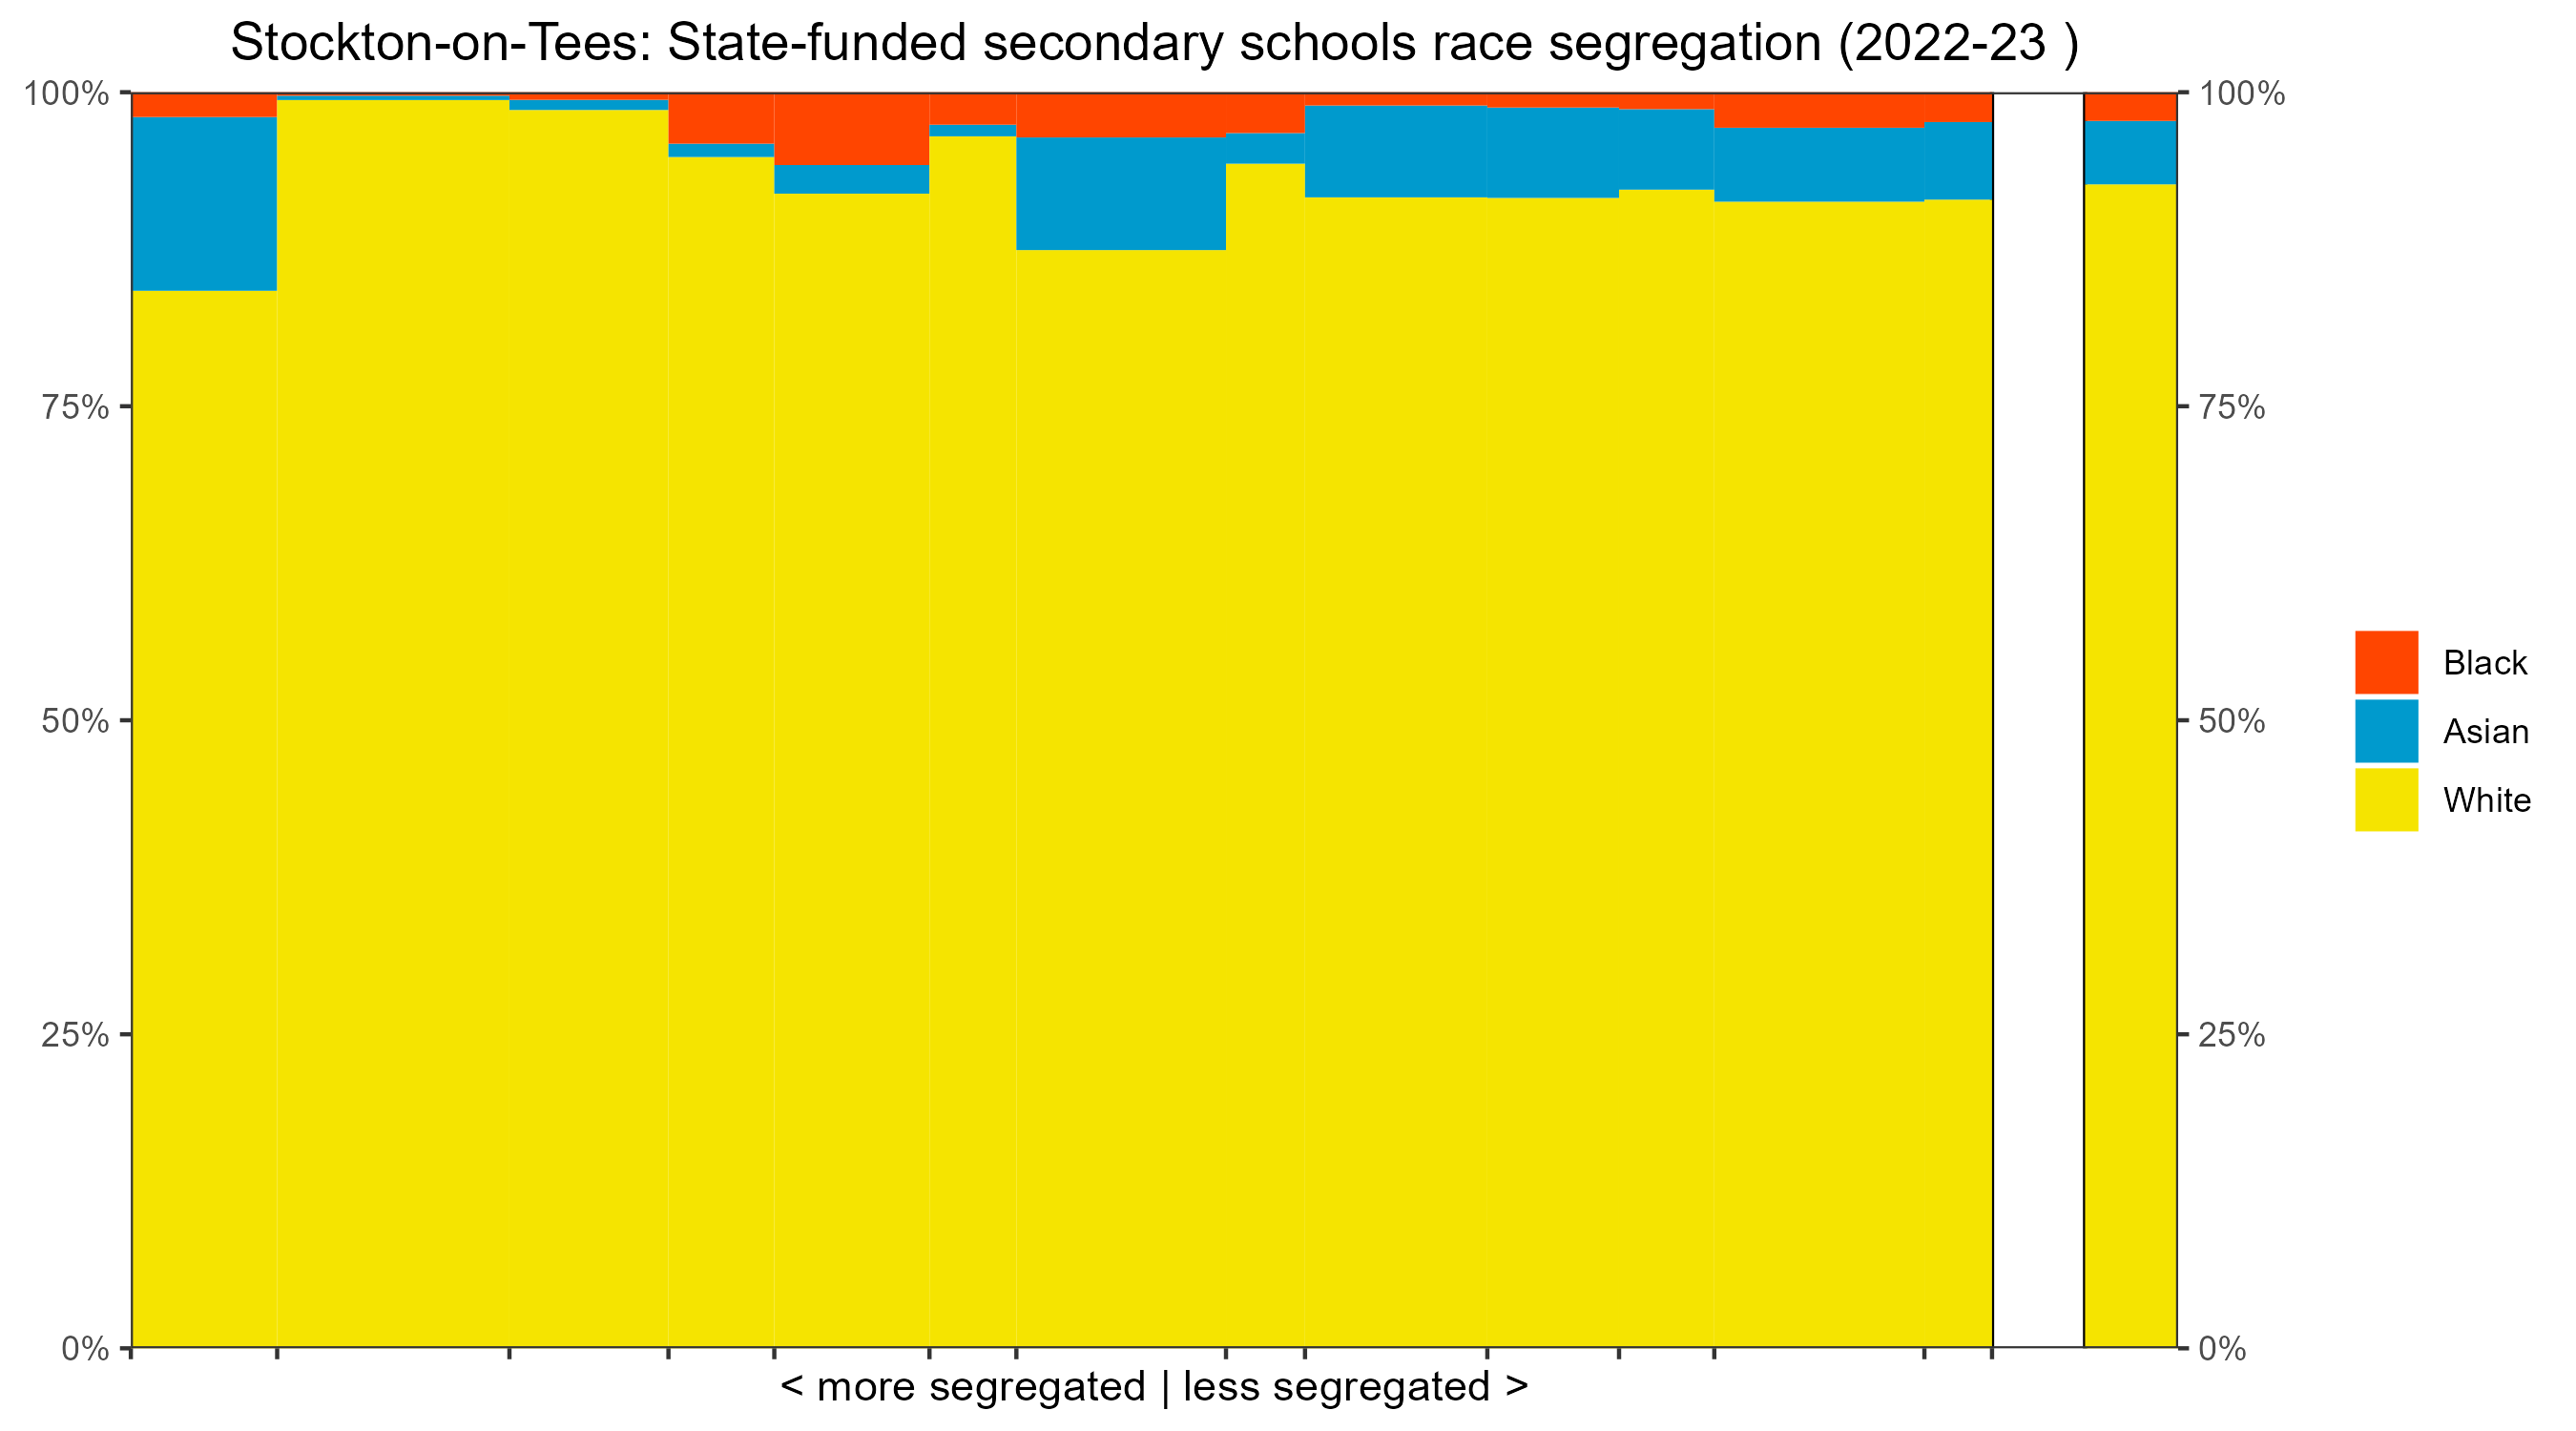 Stockton-on-Tees: State-funded secondary schools race segregation (2022-23 )
100%
75%
50%
25%
0%
100%
75%
50%
25%
0%
Black
Asian
White
< more segregated | less segregated >